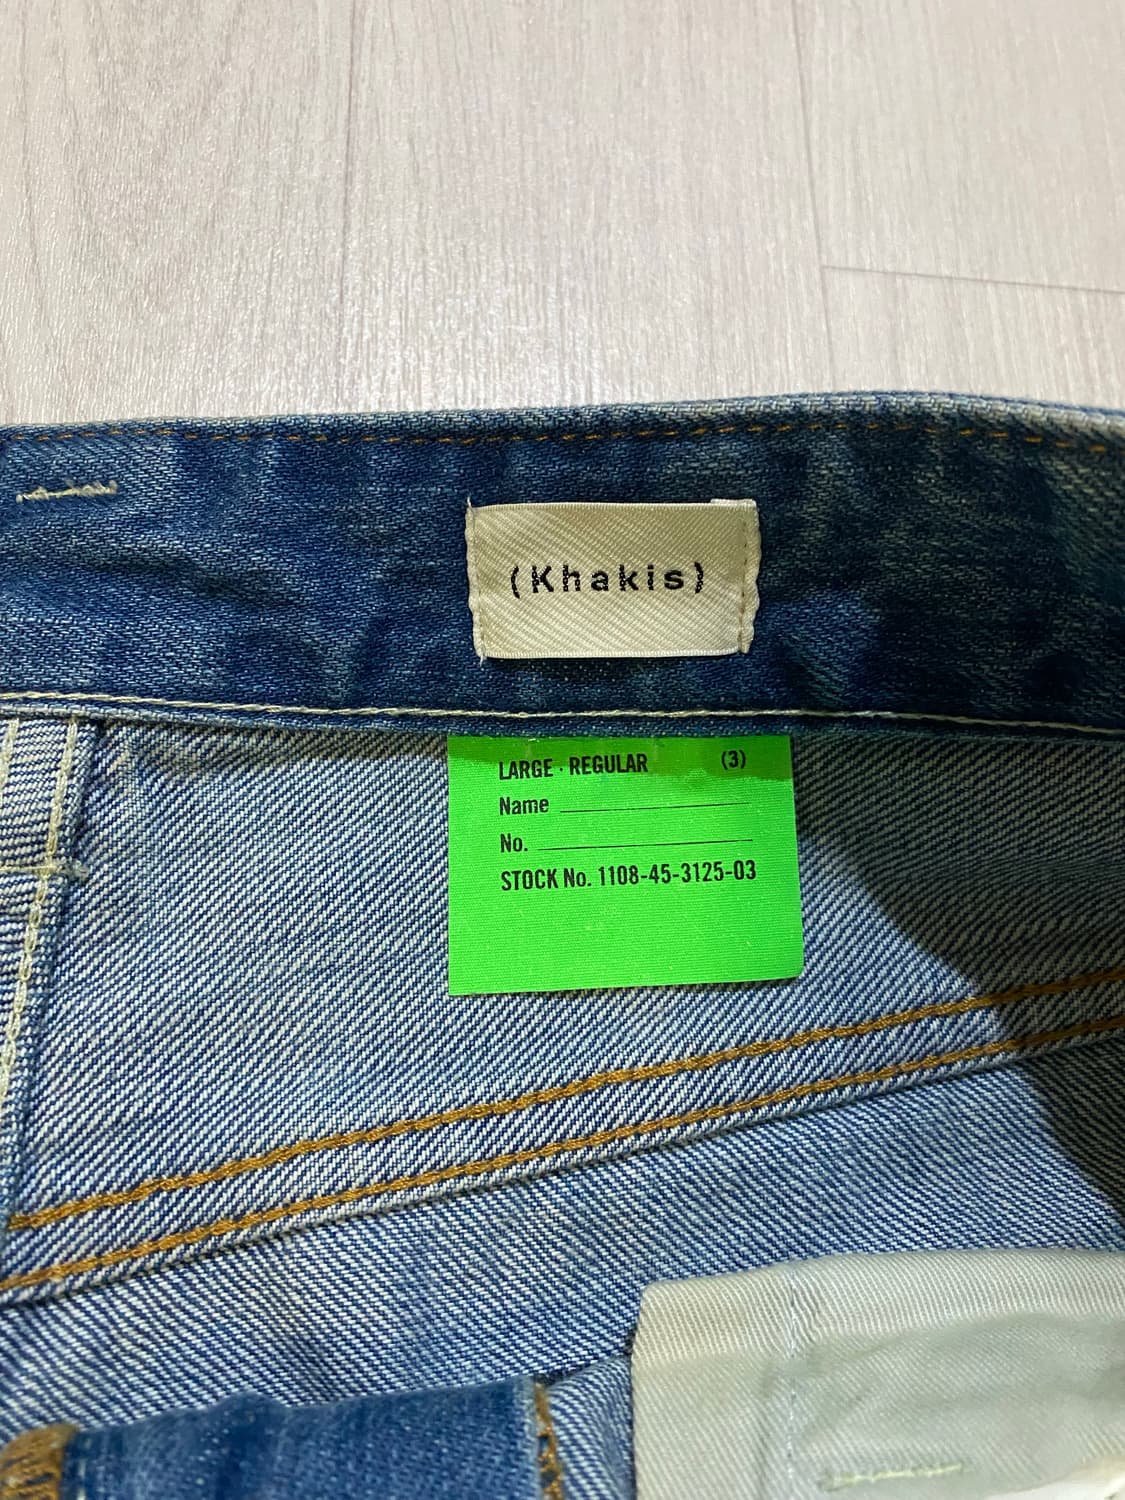 (Khakis)
LARGE · REGULAR (3)
Name
No.
STOCK No. 1108-45-3125-03